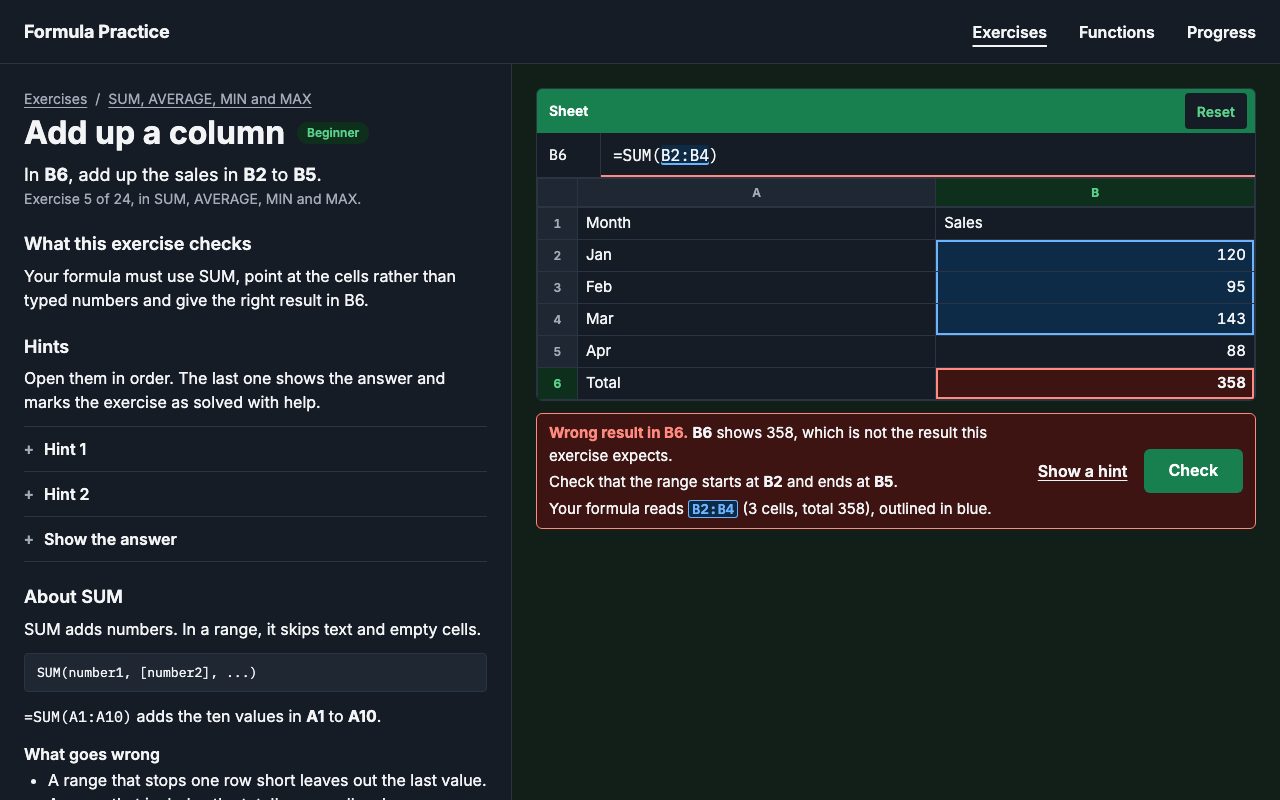 Formula Practice
Exercises Functions Progress
Exercises / SUM, AVERAGE, MIN and MAX
Add up a column Beginner
In B6, add up the sales in B2 to B5.
Exercise 5 of 24, in SUM, AVERAGE, MIN and MAX.
What this exercise checks
Your formula must use SUM, point at the cells rather than
typed numbers and give the right result in B6.
Hints
Open them in order. The last one shows the answer and
marks the exercise as solved with help.
+ Hint 1
+ Hint 2
+ Show the answer
About SUM
SUM adds numbers. In a range, it skips text and empty cells.
SUM(number1, [number2], ...)
=SUM(A1:A10) adds the ten values in A1 to A10.
What goes wrong
• A range that stops one row short leaves out the last value.
Sheet Reset
B6 =SUM(B2:B4)
A B
1 Month Sales
2 Jan 120
3 Feb 95
4 Mar 143
5 Apr 88
6 Total 358
Wrong result in B6. B6 shows 358, which is not the result this
exercise expects.
Check that the range starts at B2 and ends at B5.
Your formula reads B2:B4 (3 cells, total 358), outlined in blue.
Show a hint Check